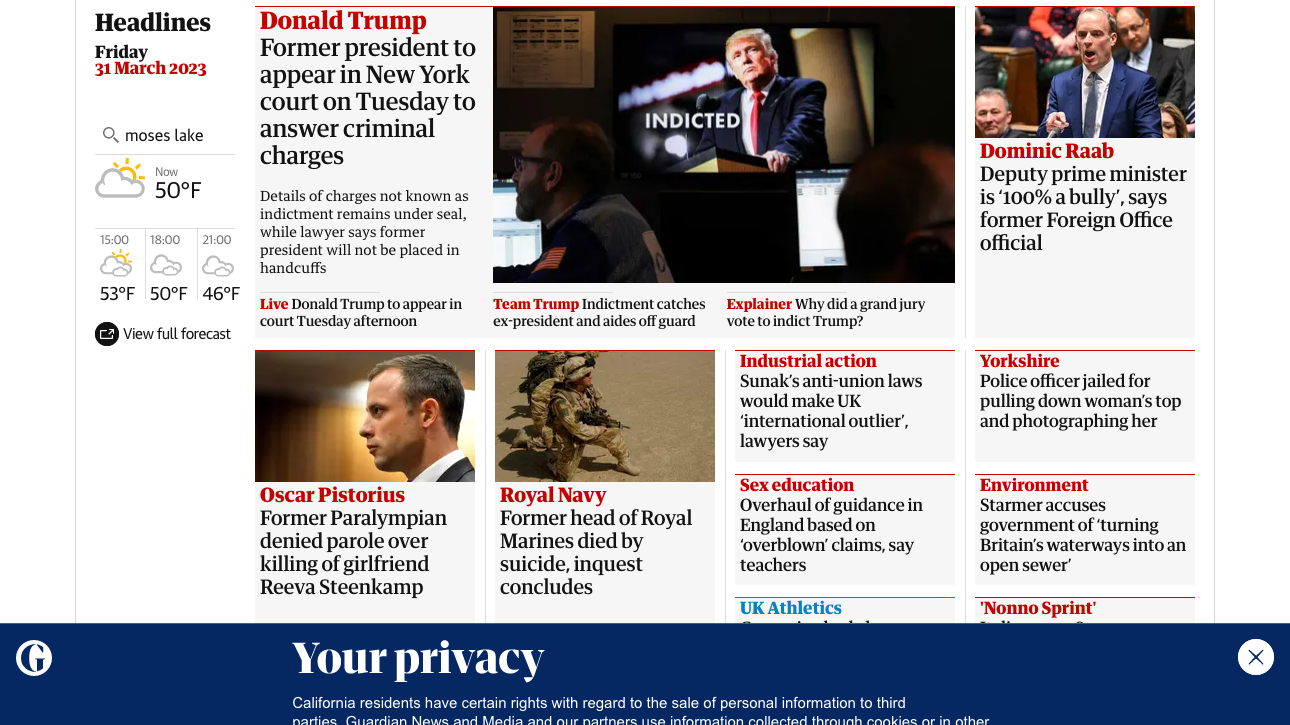 Headlines
Friday
31 March 2023
moses lake
Now
50°F
15:00
18:00
21:00
53°F
50°F
46°F
View full forecast
Donald Trump
Former president to
appear in New York
court on Tuesday to
answer criminal
charges
Details of charges not known as
indictment remains under seal,
while lawyer says former
president will not be placed in
handcuffs
INDICTED
Live Donald Trump to appear in
court Tuesday afternoon
Team Trump Indictment catches
ex-president and aides off guard
Explainer Why did a grand jury
vote to indict Trump?
Dominic Raab
Deputy prime minister
is ‘100% a bully’, says
former Foreign Office
official
Oscar Pistorius
Former Paralympian
denied parole over
killing of girlfriend
Reeva Steenkamp
Royal Navy
Former head of Royal
Marines died by
suicide, inquest
concludes
Industrial action
Sunak’s anti-union laws
would make UK
‘international outlier’,
lawyers say
Yorkshire
Police officer jailed for
pulling down woman’s top
and photographing her
Sex education
Overhaul of guidance in
England based on
‘overblown’ claims, say
teachers
Environment
Starmer accuses
government of ‘turning
Britain’s waterways into an
open sewer’
UK Athletics
'Nonno Sprint'
Your privacy
California residents have certain rights with regard to the sale of personal information to third
parties. Guardian News and Media and our partners use information collected through cookies or in other